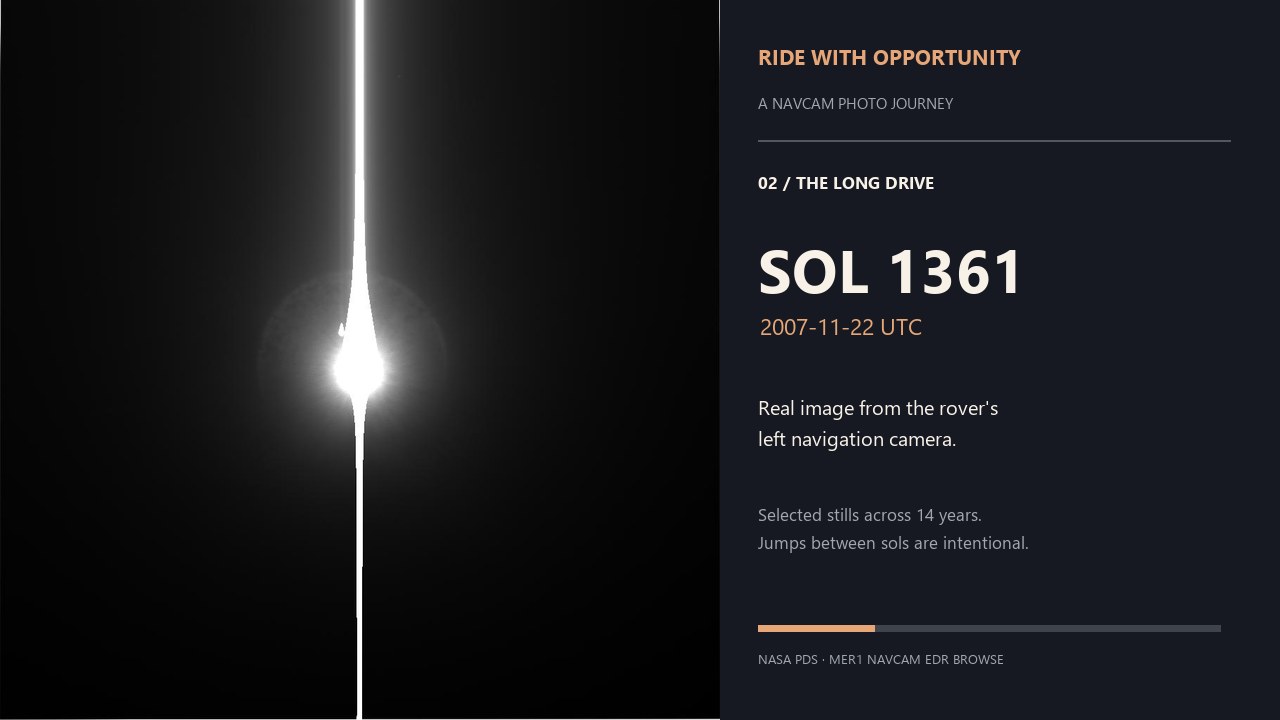 RIDE WITH OPPORTUNITY
A NAVCAM PHOTO JOURNEY
02 / THE LONG DRIVE
SOL 1361
2007-11-22 UTC
Real image from the rover's
left navigation camera.
Selected stills across 14 years.
Jumps between sols are intentional.
NASA PDS · MER1 NAVCAM EDR BROWSE